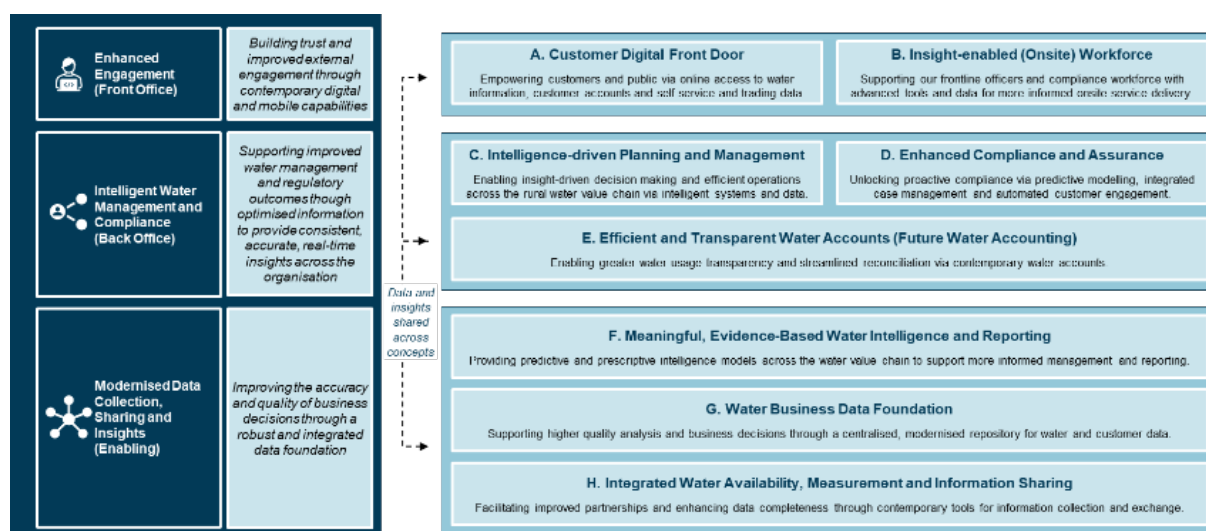 Enhanced
Engagement
(Front Office)
Building trust and
improved external
engagement through
contemporary digital
and mobile capabilities
A. Customer Digital Front Door
Empowering customers and public via online access to water
information, customer accounts and self service and trading data
B. Insight-enabled (Onsite) Workforce
Supporting our frontline officers and compliance workforce with
advanced tools and data for more informed onsite service delivery
Intelligent Water
Management and
Compliance
(Back Office)
Supporting improved
water management
and regulatory
outcomes though
optimised information
to provide consistent,
accurate, real-time
insights across the
organisation
C. Intelligence-driven Planning and Management
Enabling insight-driven decision making and efficient operations
across the rural water value chain via intelligent systems and data.
D. Enhanced Compliance and Assurance
Unlocking proactive compliance via predictive modelling, integrated
case management and automated customer engagement.
E. Efficient and Transparent Water Accounts (Future Water Accounting)
Enabling greater water usage transparency and streamlined reconciliation via contemporary water accounts.
Data and
insights
shared
across
concepts
Modernised Data
Collection,
Sharing and
Insights
(Enabling)
Improving the accuracy
and quality of business
decisions through a
robust and integrated
data foundation
F. Meaningful, Evidence-Based Water Intelligence and Reporting
Providing predictive and prescriptive intelligence models across the water value chain to support more informed management and reporting.
G. Water Business Data Foundation
Supporting higher quality analysis and business decisions through a centralised, modernised repository for water and customer data.
H. Integrated Water Availability, Measurement and Information Sharing
Facilitating improved partnerships and enhancing data completeness through contemporary tools for information collection and exchange.